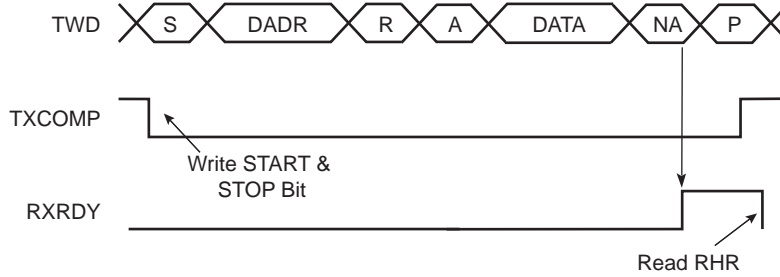 TWD S DADR R A DATA NA P
TXCOMP
Write START &
STOP Bit
RXRDY
Read RHR